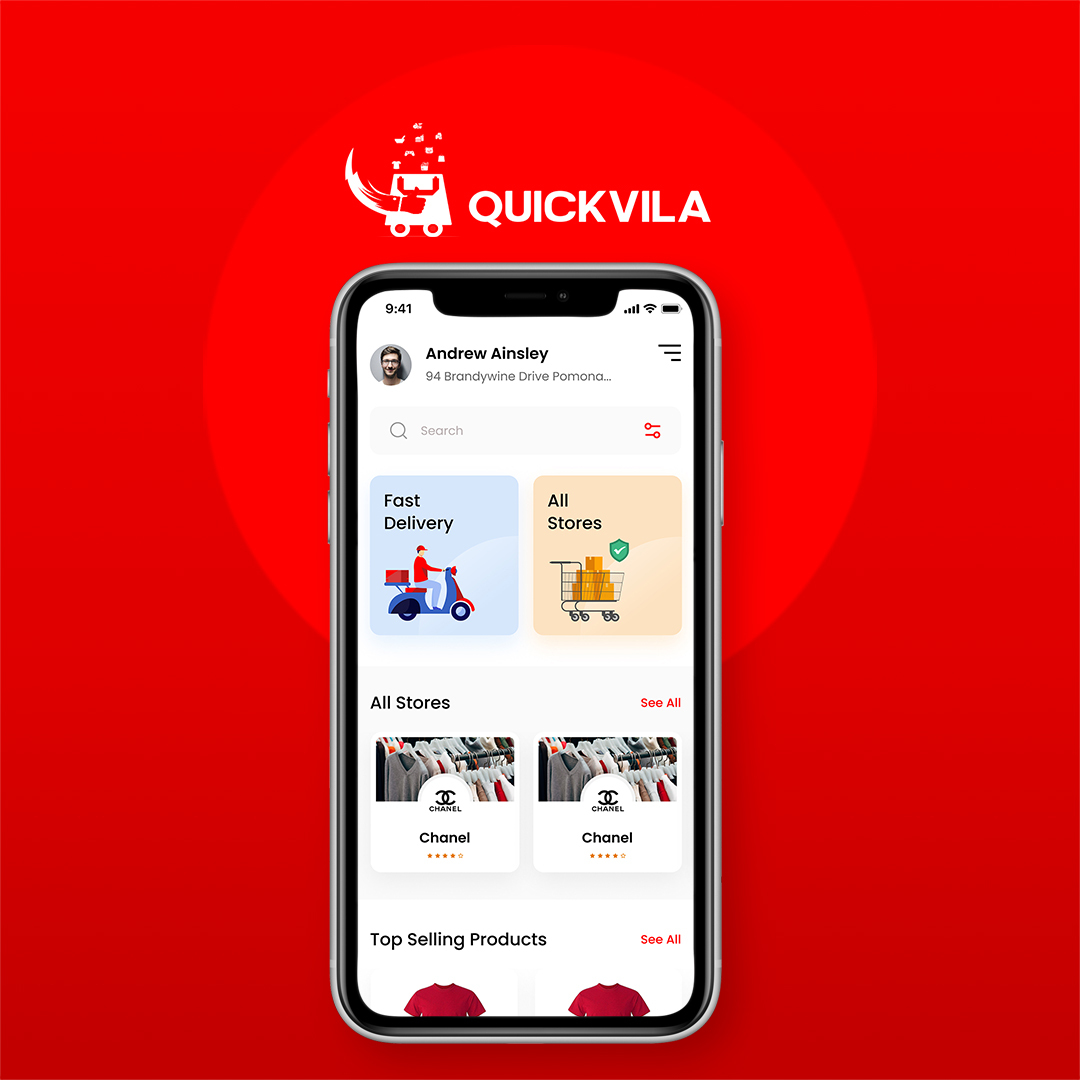 QUICKVILA
9:41
Andrew Ainsley
94 Brandywine Drive Pomona...
Search
Fast
Delivery
All
Stores
All Stores
See All
CHANEL
CHANEL
Chanel
Chanel
Top Selling Products
See All